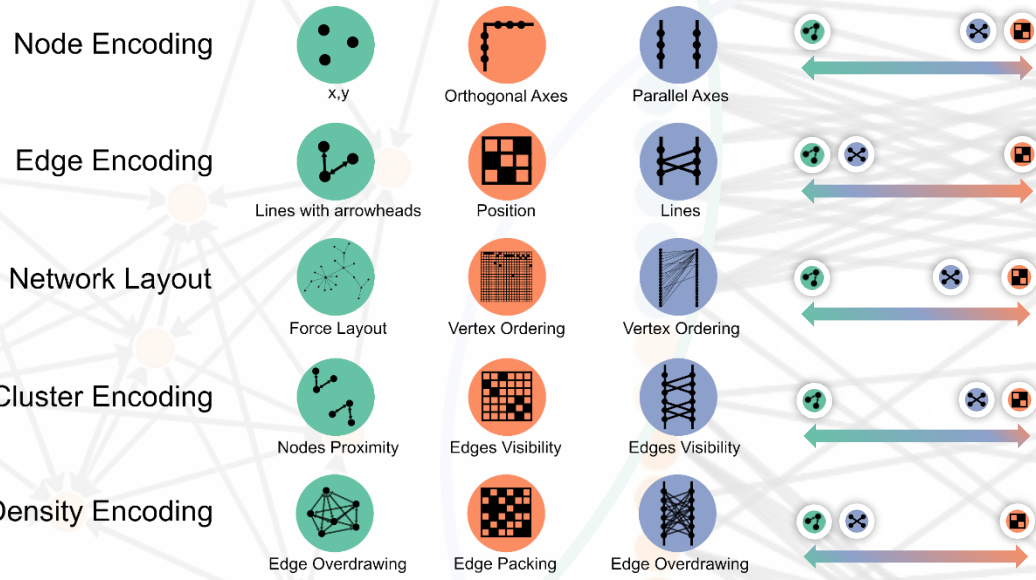 Node Encoding
x,y
Orthogonal Axes
Parallel Axes
Edge Encoding
Lines with arrowheads
Position
Lines
Network Layout
Force Layout
Vertex Ordering
Vertex Ordering
Cluster Encoding
Nodes Proximity
Edges Visibility
Edges Visibility
Density Encoding
Edge Overdrawing
Edge Packing
Edge Overdrawing